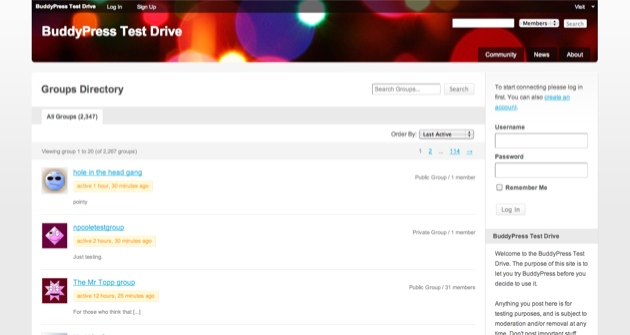 BuddyPress Test Drive Log In Sign Up Visit
BuddyPress Test Drive
Members Search
Community News About
Groups Directory
Search Groups... Search
All Groups (2,347)
Order By: Last Active
Viewing group 1 to 20 (of 2,267 groups)
1 2 ... 114 →
hole in the head gang
active 1 hour, 30 minutes ago
Public Group / 1 member
pointy
npcoletestgroup
active 2 hours, 30 minutes ago
Private Group / 1 member
Just testing.
The Mr Topp group
active 12 hours, 26 minutes ago
Public Group / 31 members
For those who think that [...]
To start connecting please log in
first. You can also create an
account.
Username
Password
Remember Me
Log In
BuddyPress Test Drive
Welcome to the BuddyPress Test
Drive. The purpose of this site is to
let you try BuddyPress before you
decide to use it.
Anything you post here is for
testing purposes, and is subject to
moderation and/or removal at any
time. Don't post important stuff